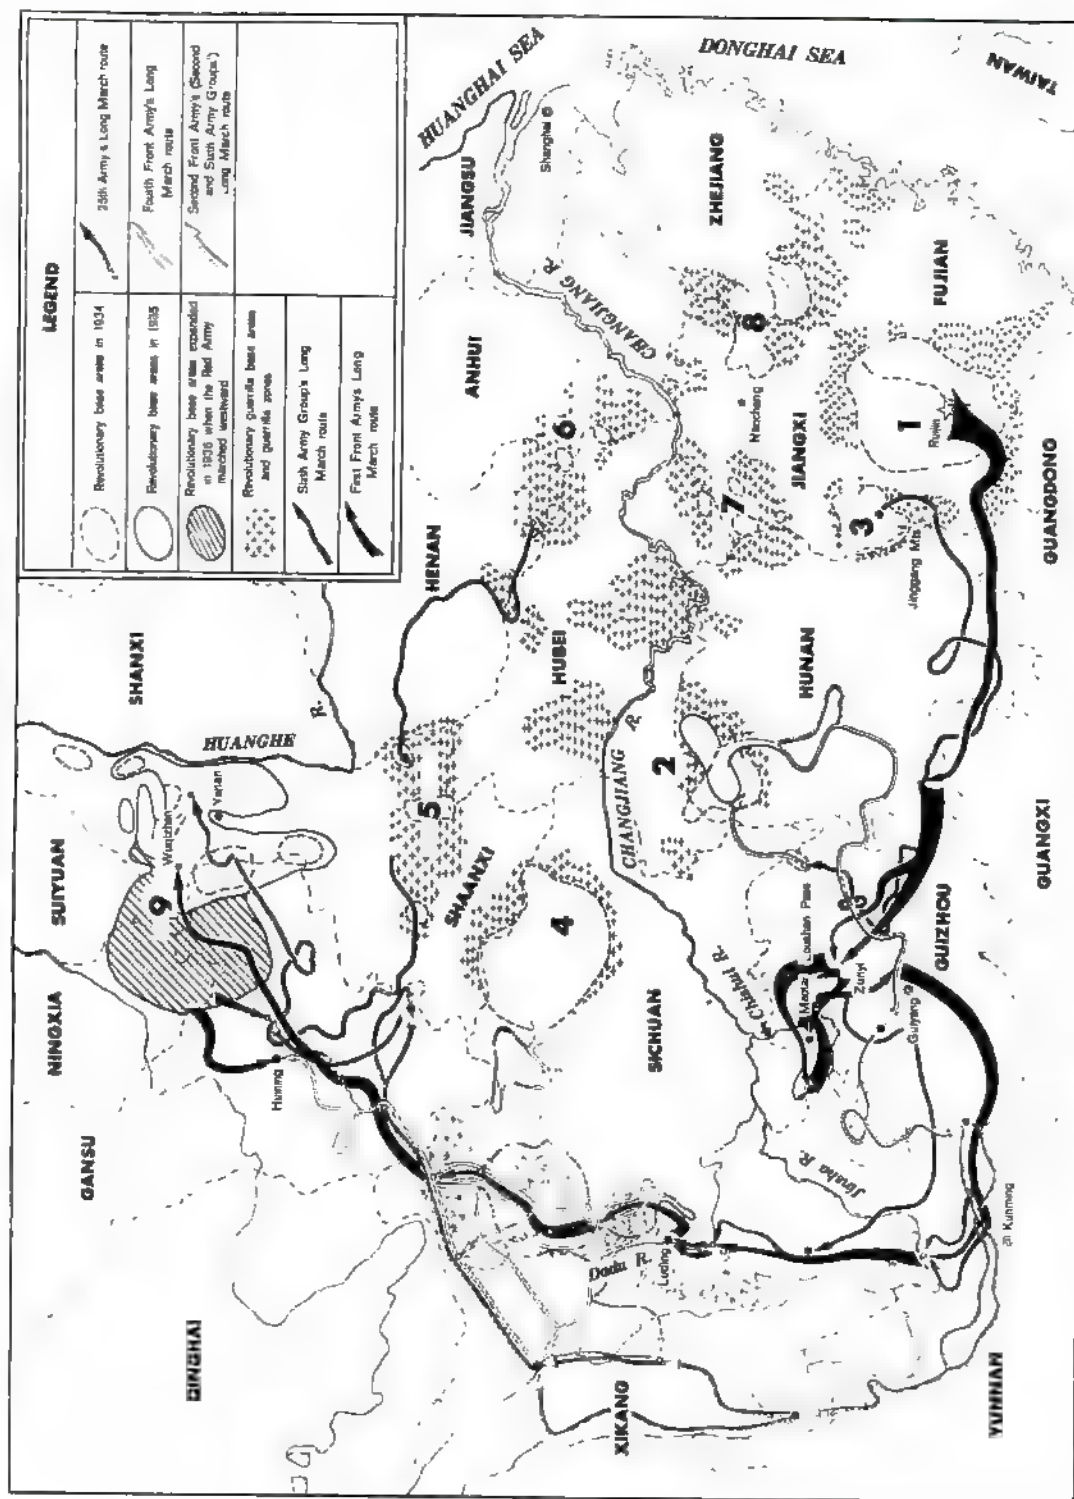 LEGEND
Revolutionary base areas in 1934
Revolutionary base areas in 1935
Revolutionary base areas expanded
in 1936 when the Red Army
marched westward
Revolutionary guerrilla base areas
and guerrilla zones
Sixth Army Group's Long
March route
First Front Army's Long
March route
25th Army's Long March route
Fourth Front Army's Long
March route
Second Front Army's (Second
and Sixth Army Groups')
Long March route
HUANGHAI SEA
DONGHAI SEA
TAIWAN
SUIYUAN
SHANXI
NINGXIA
GANSU
QINGHAI
HUANGHE
R.
Wuqizhen
Yanan
9
Huining
HENAN
ANHUI
JIANGSU
Shanghai
CHANGJIANG R.
ZHEJIANG
SHAANXI
5
4
HUBEI
6
7
8
Nanchang
JIANGXI
FUJIAN
SICHUAN
CHANGJIANG
R.
2
HUNAN
3
Jinggang Mts
1
Ruijin
XIKANG
Dadu R.
Luding
Jinsha R.
Chishui R.
Maotai
Loushan Pass
Zunyi
Guiyang
GUIZHOU
GUANGXI
GUANGDONG
YUNNAN
Kunming